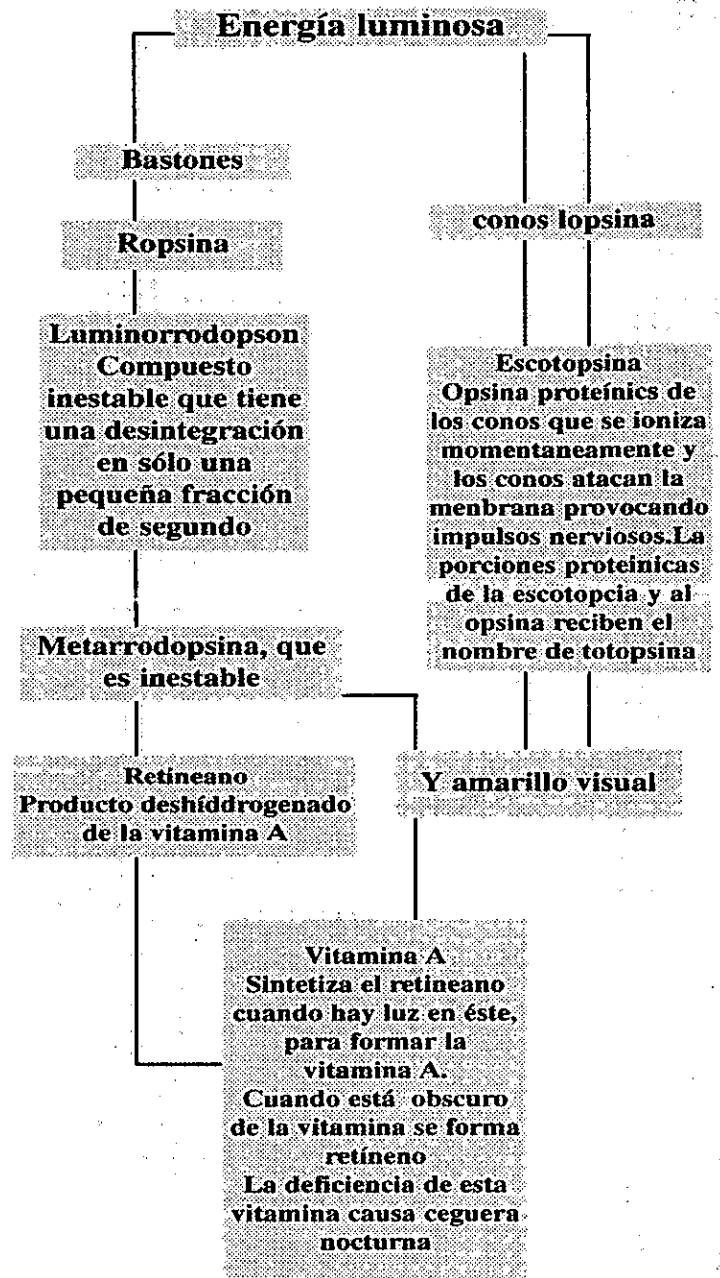 Energía luminosa
Bastones
Ropsina
Luminorrodopson
Compuesto
inestable que tiene
una desintegración
en sólo una
pequeña fracción
de segundo
Metarrodopsina, que
es inestable
Retineano
Producto deshíddrogenado
de la vitamina A
conos lopsina
Escotopsina
Opsina proteínics de
los conos que se ioniza
momentaneamente y
los conos atacan la
menbrana provocando
impulsos nerviosos.La
porciones proteinicas
de la escotopcia y al
opsina reciben el
nombre de totopsina
Y amarillo visual
Vitamina A
Sintetiza el retineano
cuando hay luz en éste,
para formar la
vitamina A.
Cuando está obscuro
de la vitamina se forma
retíneno
La deficiencia de esta
vitamina causa ceguera
nocturna